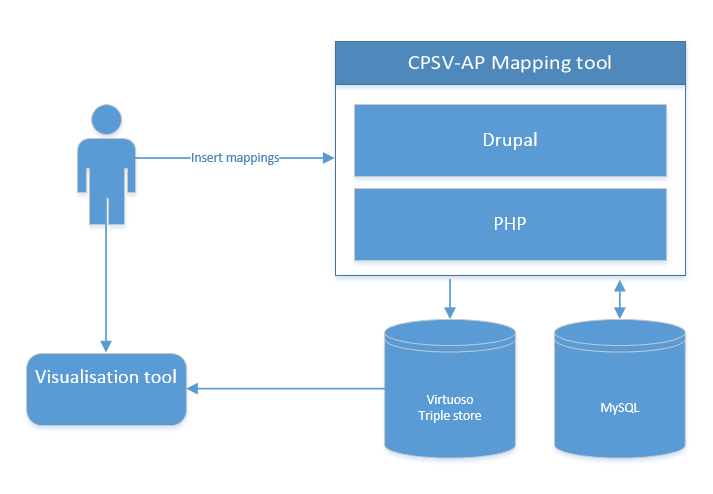 CPSV-AP Mapping tool
Drupal
Insert mappings
PHP
Visualisation tool
Virtuoso
Triple store
MySQL